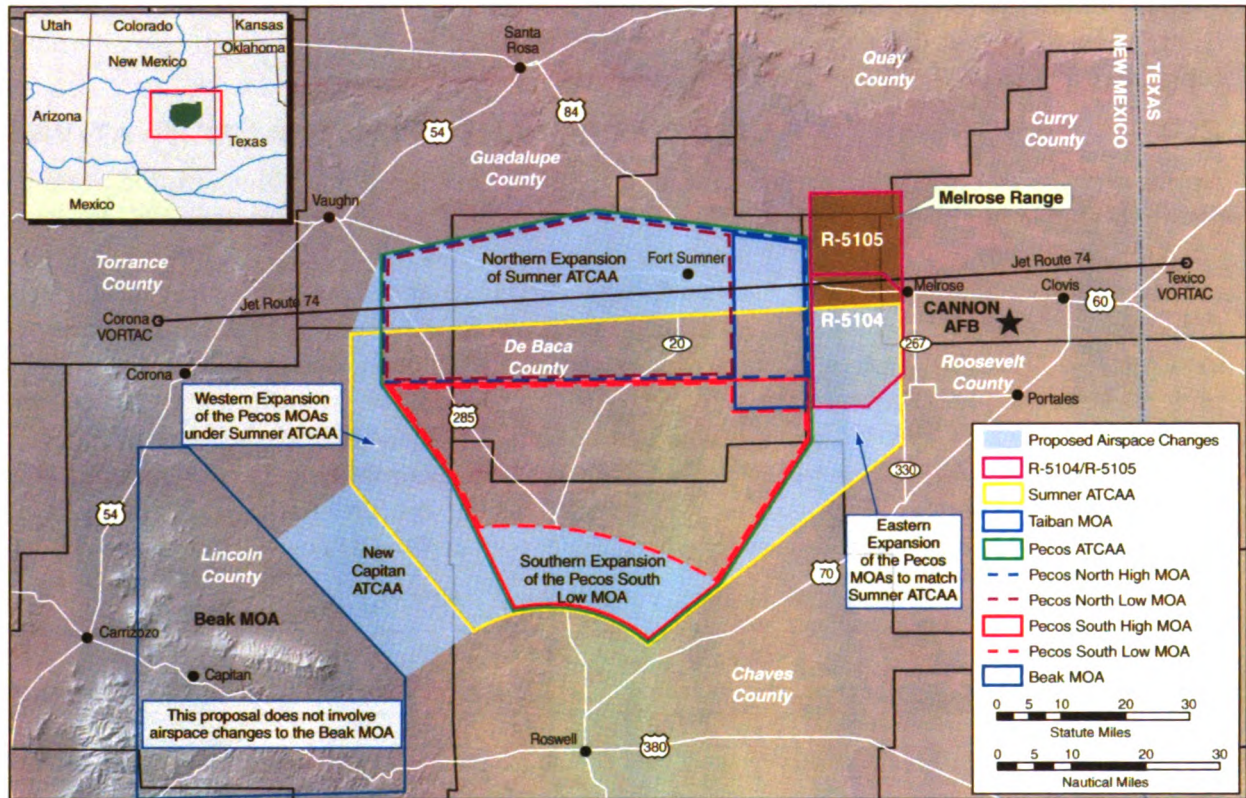 Utah
Colorado
Kansas
Oklahoma
New Mexico
Arizona
Texas
Mexico
Santa
Rosa
Quay
County
TEXAS
NEW MEXICO
Curry
County
54
84
Guadalupe
County
Vaughn
Melrose Range
R-5105
Northern Expansion
of Sumner ATCAA
Fort Sumner
Torrance
County
Jet Route 74
Jet Route 74
Texico
VORTAC
Corona
VORTAC
Melrose
Clovis
60
CANNON
AFB
R-5104
De Baca
County
20
267
Roosevelt
County
Corona
Portales
Western Expansion
of the Pecos MOAs
under Sumner ATCAA
285
330
54
Lincoln
County
New
Capitan
ATCAA
Southern Expansion
of the Pecos South
Low MOA
Eastern
Expansion
of the Pecos
MOAs to match
Sumner ATCAA
70
Beak MOA
Carrizozo
Capitan
Chaves
County
This proposal does not involve
airspace changes to the Beak MOA
Roswell
380
Proposed Airspace Changes
R-5104/R-5105
Sumner ATCAA
Taiban MOA
Pecos ATCAA
Pecos North High MOA
Pecos North Low MOA
Pecos South High MOA
Pecos South Low MOA
Beak MOA
0 5 10 20 30
Statute Miles
0 5 10 20 30
Nautical Miles